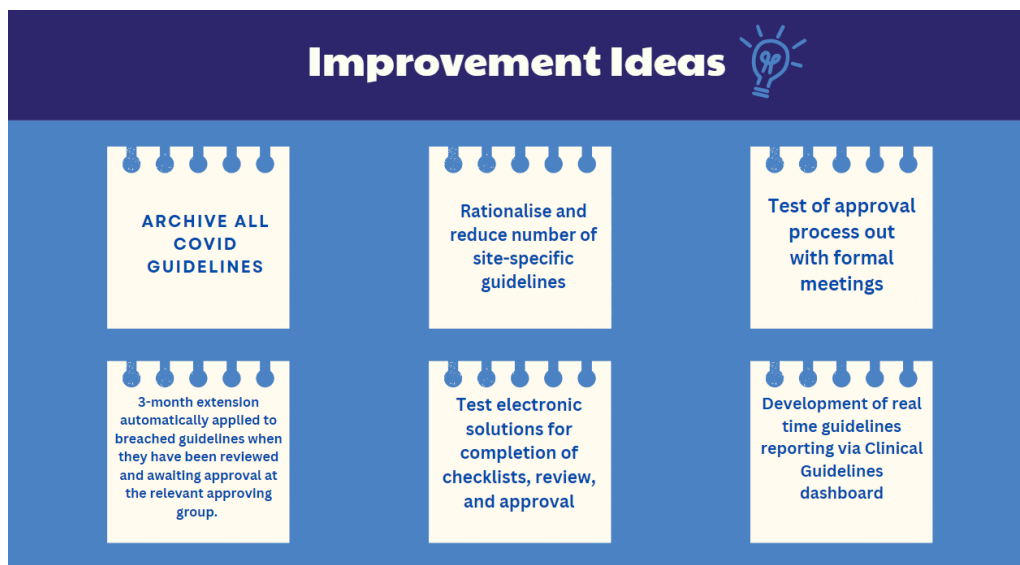 Improvement Ideas
ARCHIVE ALL
COVID
GUIDELINES
Rationalise and
reduce number of
site-specific
guidelines
Test of approval
process out
with formal
meetings
3-month extension
automatically applied to
breached guidelines when
they have been reviewed
and awaiting approval at
the relevant approving
group.
Test electronic
solutions for
completion of
checklists, review,
and approval
Development of real
time guidelines
reporting via Clinical
Guidelines
dashboard